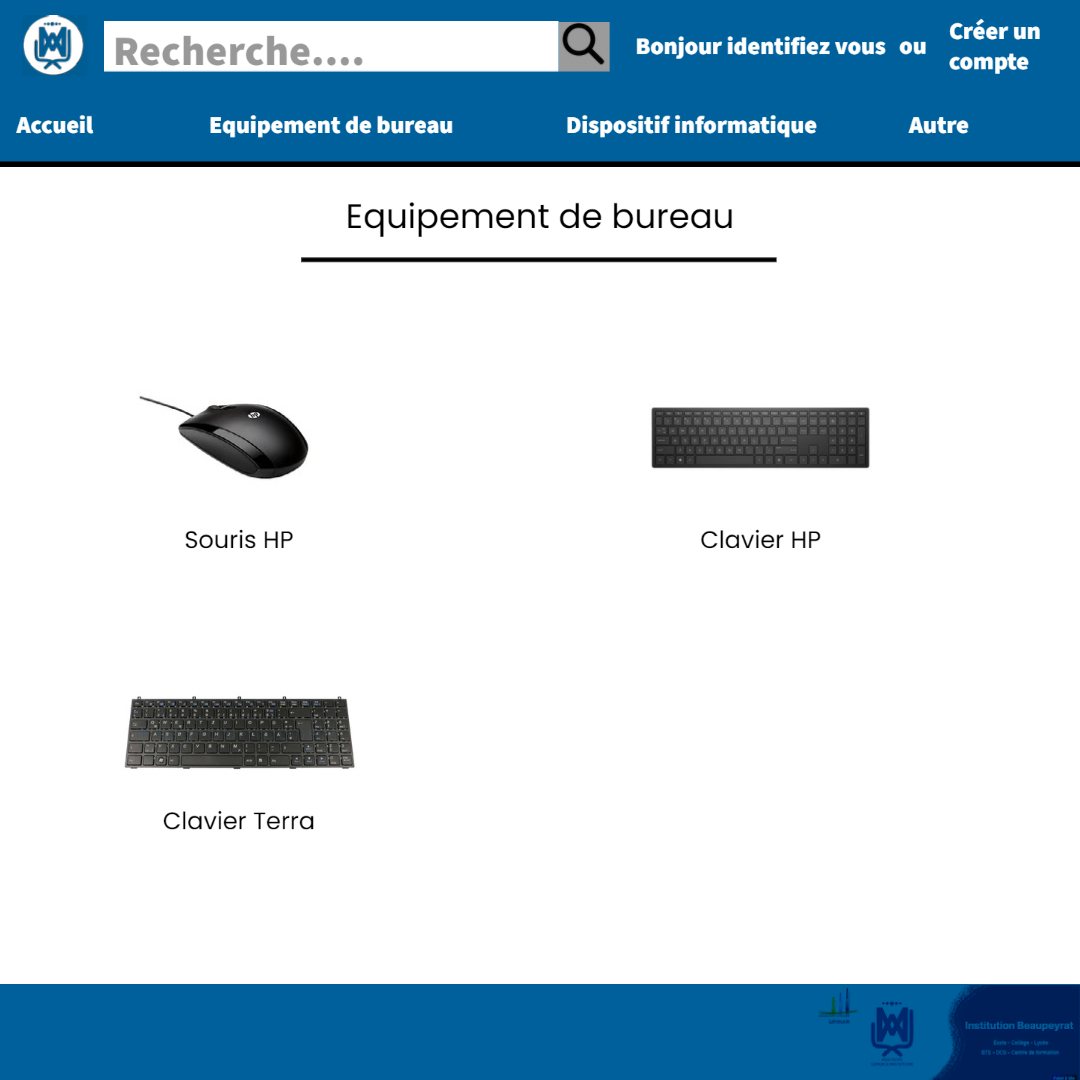 Recherche....
Bonjour identifiez vous ou
Créer un
compte
Accueil Equipement de bureau Dispositif informatique Autre
Equipement de bureau
Souris HP
Clavier HP
Clavier Terra
Institution Beaupeyrat
Ecole - Collège - Lycée
BTS - DCG - Centre de formation